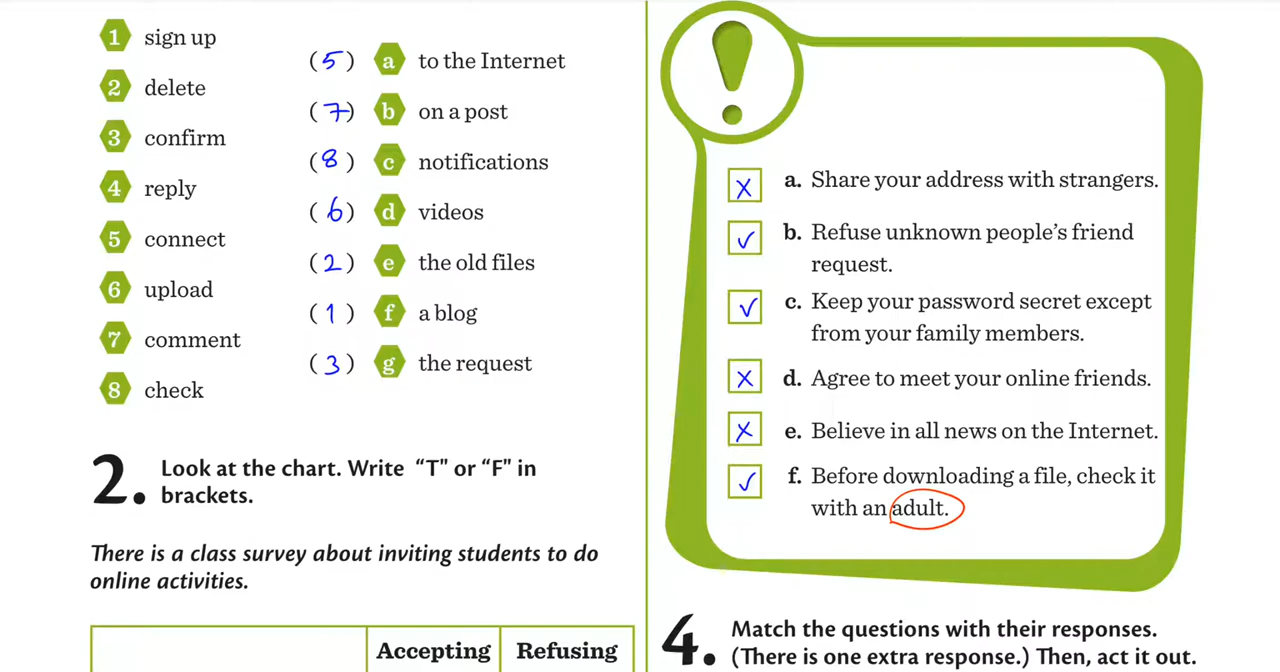 1 sign up
2 delete
3 confirm
4 reply
5 connect
6 upload
7 comment
8 check
(5) a to the Internet
(7) b on a post
(8) c notifications
(6) d videos
(2) e the old files
(1) f a blog
(3) g the request
2. Look at the chart. Write “T" or “F" in
brackets.
There is a class survey about inviting students to do
online activities.
Accepting Refusing
!
X a. Share your address with strangers.
✓ b. Refuse unknown people’s friend
request.
✓ c. Keep your password secret except
from your family members.
X d. Agree to meet your online friends.
X e. Believe in all news on the Internet.
✓ f. Before downloading a file, check it
with an adult.
4. Match the questions with their responses.
(There is one extra response.) Then, act it out.